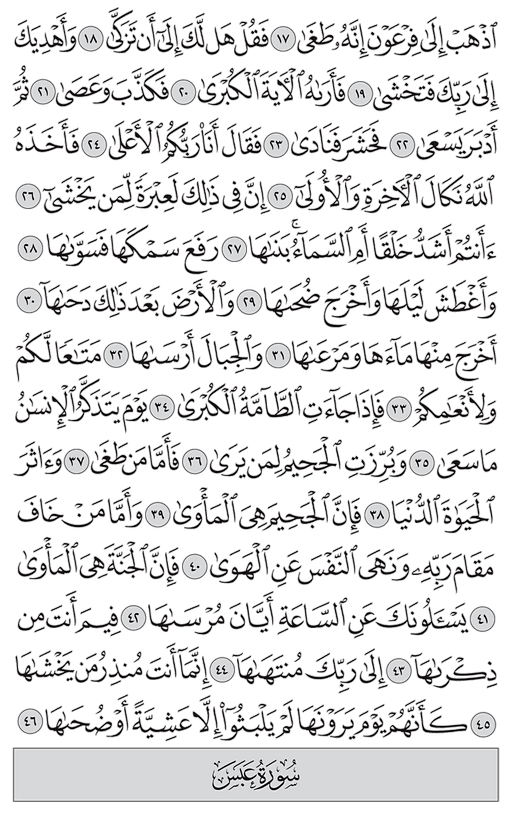 ٱذْهَبْ إِلَىٰ فِرْعَوْنَ إِنَّهُۥ طَغَىٰ ١٧ فَقُلْ هَل لَّكَ إِلَىٰٓ أَن تَزَكَّىٰ ١٨ وَأَهْدِيَكَ
إِلَىٰ رَبِّكَ فَتَخْشَىٰ ١٩ فَأَرَىٰهُ ٱلْأٓيَةَ ٱلْكُبْرَىٰ ٢٠ فَكَذَّبَ وَعَصَىٰ ٢١ ثُمَّ
أَدْبَرَ يَسْعَىٰ ٢٢ فَحَشَرَ فَنَادَىٰ ٢٣ فَقَالَ أَنَا۠ رَبُّكُمُ ٱلْأَعْلَىٰ ٢٤ فَأَخَذَهُ
ٱللَّهُ نَكَالَ ٱلْأٓخِرَةِ وَٱلْأُولَىٰٓ ٢٥ إِنَّ فِى ذَٰلِكَ لَعِبْرَةً لِّمَن يَخْشَىٰٓ ٢٦
ءَأَنتُمْ أَشَدُّ خَلْقًا أَمِ ٱلسَّمَآءُ ۚ بَنَىٰهَا ٢٧ رَفَعَ سَمْكَهَا فَسَوَّىٰهَا ٢٨
وَأَغْطَشَ لَيْلَهَا وَأَخْرَجَ ضُحَىٰهَا ٢٩ وَٱلْأَرْضَ بَعْدَ ذَٰلِكَ دَحَىٰهَآ ٣٠
أَخْرَجَ مِنْهَا مَآءَهَا وَمَرْعَىٰهَا ٣١ وَٱلْجِبَالَ أَرْسَىٰهَا ٣٢ مَتَٰعًا لَّكُمْ
وَلِأَنْعَٰمِكُمْ ٣٣ فَإِذَا جَآءَتِ ٱلطَّآمَّةُ ٱلْكُبْرَىٰ ٣٤ يَوْمَ يَتَذَكَّرُ ٱلْإِنسَٰنُ
مَا سَعَىٰ ٣٥ وَبُرِّزَتِ ٱلْجَحِيمُ لِمَن يَرَىٰ ٣٦ فَأَمَّا مَن طَغَىٰ ٣٧ وَءَاثَرَ
ٱلْحَيَوٰةَ ٱلدُّنْيَا ٣٨ فَإِنَّ ٱلْجَحِيمَ هِىَ ٱلْمَأْوَىٰ ٣٩ وَأَمَّا مَنْ خَافَ
مَقَامَ رَبِّهِۦ وَنَهَى ٱلنَّفْسَ عَنِ ٱلْهَوَىٰ ٤٠ فَإِنَّ ٱلْجَنَّةَ هِىَ ٱلْمَأْوَىٰ
٤١ يَسْـَٔلُونَكَ عَنِ ٱلسَّاعَةِ أَيَّانَ مُرْسَىٰهَا ٤٢ فِيمَ أَنتَ مِن
ذِكْرَىٰهَآ ٤٣ إِلَىٰ رَبِّكَ مُنتَهَىٰهَآ ٤٤ إِنَّمَآ أَنتَ مُنذِرُ مَن يَخْشَىٰهَا
٤٥ كَأَنَّهُمْ يَوْمَ يَرَوْنَهَا لَمْ يَلْبَثُوٓا۟ إِلَّا عَشِيَّةً أَوْ ضُحَىٰهَا ٤٦
سُورَةُ عَبَسَ